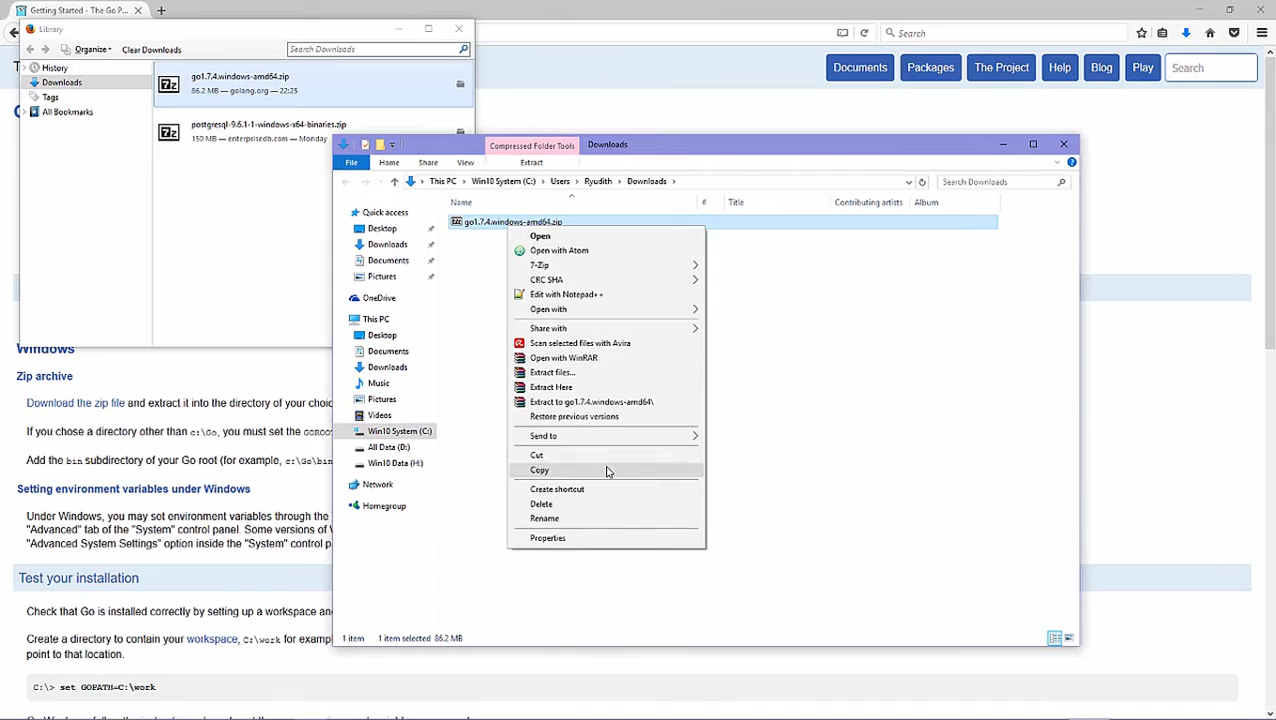 Getting Started - The Go P...
Search
Documents
Packages
The Project
Help
Blog
Play
Search
Library
Organize
Clear Downloads
Search Downloads
History
Downloads
Tags
All Bookmarks
go1.7.4.windows-amd64.zip
86.2 MB — golang.org — 22:25
postgresql-9.6.1-1-windows-x64-binaries.zip
150 MB — enterprisedb.com — Monday
Compressed Folder Tools
Downloads
File
Home
Share
View
Extract
This PC
Win10 System (C:)
Users
Ryudith
Downloads
Search Downloads
Name
#
Title
Contributing artists
Album
Quick access
Desktop
Downloads
Documents
Pictures
OneDrive
This PC
Desktop
Documents
Downloads
Music
Pictures
Videos
Win10 System (C:)
All Data (D:)
Win10 Data (H:)
Network
Homegroup
go1.7.4.windows-amd64.zip
Open
Open with Atom
7-Zip
CRC SHA
Edit with Notepad++
Open with
Share with
Scan selected files with Avira
Open with WinRAR
Extract files...
Extract Here
Extract to go1.7.4.windows-amd64\
Restore previous versions
Send to
Cut
Copy
Create shortcut
Delete
Rename
Properties
1 item
1 item selected 86.2 MB
Windows
Zip archive
Download the zip file and extract it into the directory of your choi
If you chose a directory other than c:\Go, you must set the GOROO
Add the bin subdirectory of your Go root (for example, c:\Go\bin
Setting environment variables under Windows
Under Windows, you may set environment variables through the
"Advanced" tab of the "System" control panel. Some versions of W
"Advanced System Settings" option inside the "System" control pa
Test your installation
Check that Go is installed correctly by setting up a workspace an
Create a directory to contain your workspace, C:\work for exampl
point to that location.
C:\> set GOPATH=C:\work